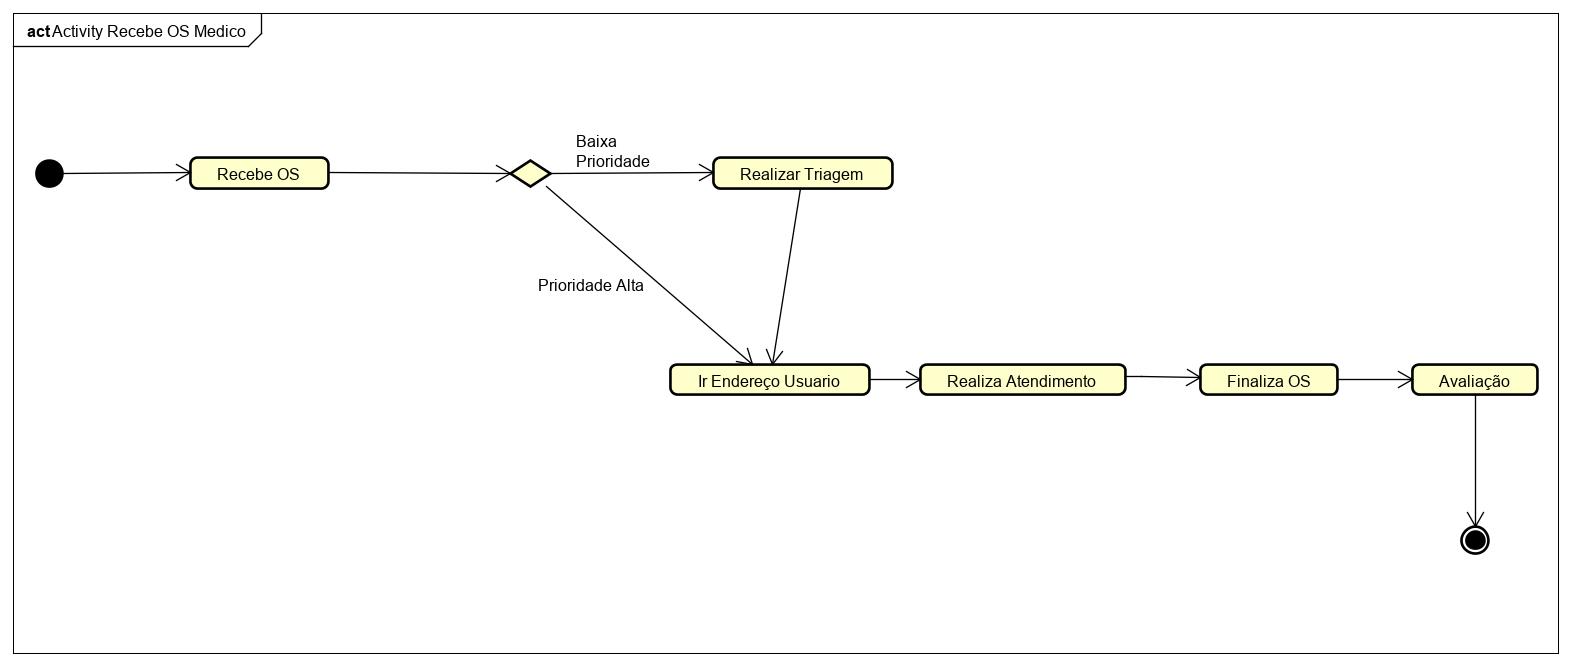 act Activity Recebe OS Medico
Baixa
Prioridade
Recebe OS
Realizar Triagem
Prioridade Alta
Ir Endereço Usuario
Realiza Atendimento
Finaliza OS
Avaliação